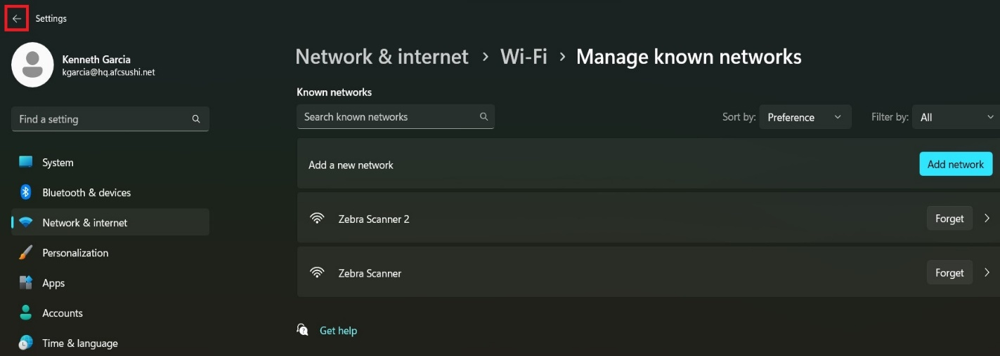 Settings
Kenneth Garcia
kgarcia@hq.afcsushi.net
Find a setting
System
Bluetooth & devices
Network & internet
Personalization
Apps
Accounts
Time & language
Network & internet > Wi-Fi > Manage known networks
Known networks
Search known networks
Sort by: Preference
Filter by: All
Add a new network
Add network
Zebra Scanner 2
Forget
Zebra Scanner
Forget
Get help